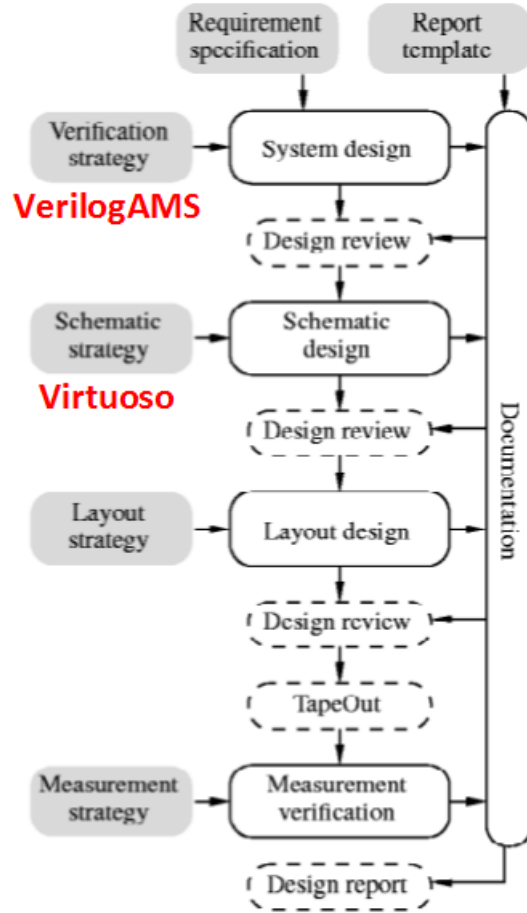 Requirement
specification
Report
template
Verification
strategy
System design
VerilogAMS
Design review
Schematic
strategy
Schematic
design
Virtuoso
Design review
Documentation
Layout
strategy
Layout design
Design review
TapeOut
Measurement
strategy
Measurement
verification
Design report